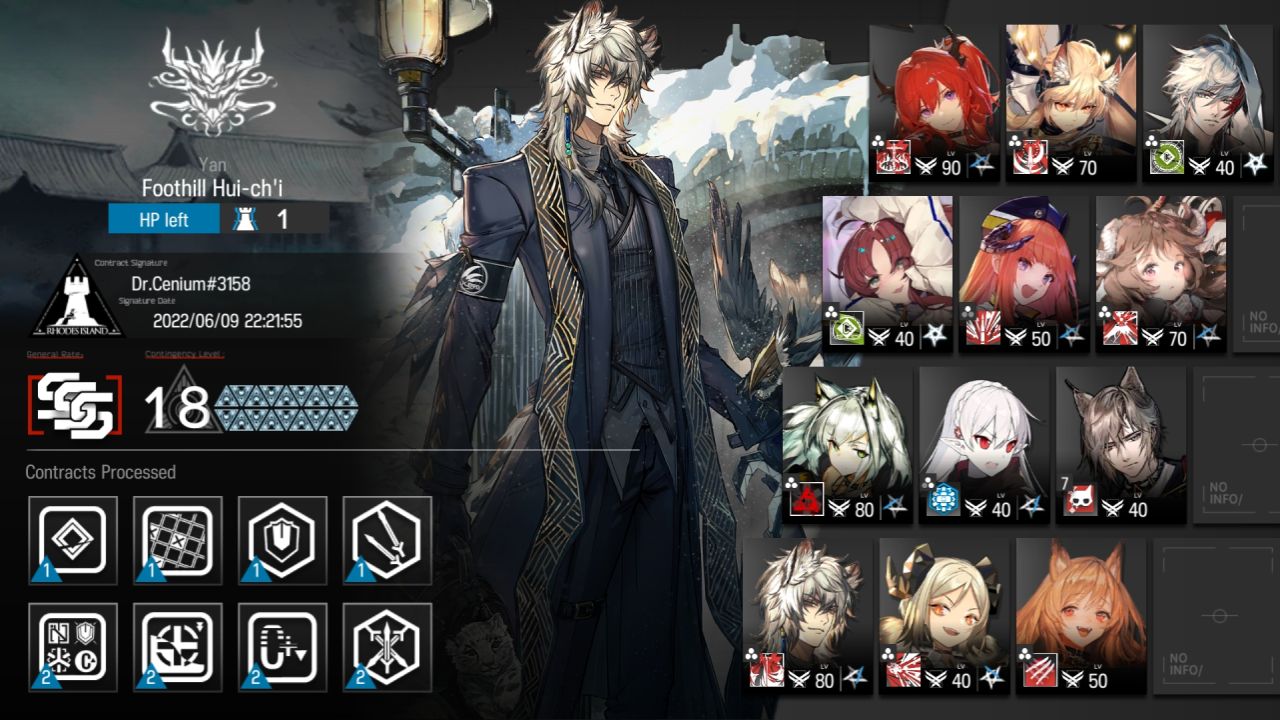 Yan
Foothill Hui-ch'i
HP left
1
Contract Signature
Dr.Cenium#3158
Signature Date
2022/06/09 22:21:55
RHODES ISLAND
General Rate:
Contingency Level :
18
Contracts Processed
1
1
1
1
2
2
2
2
LV
90
LV
70
LV
40
LV
40
LV
50
LV
70
NO
INFO/
LV
80
LV
40
7
LV
40
NO
INFO/
LV
80
LV
40
LV
50
NO
INFO/